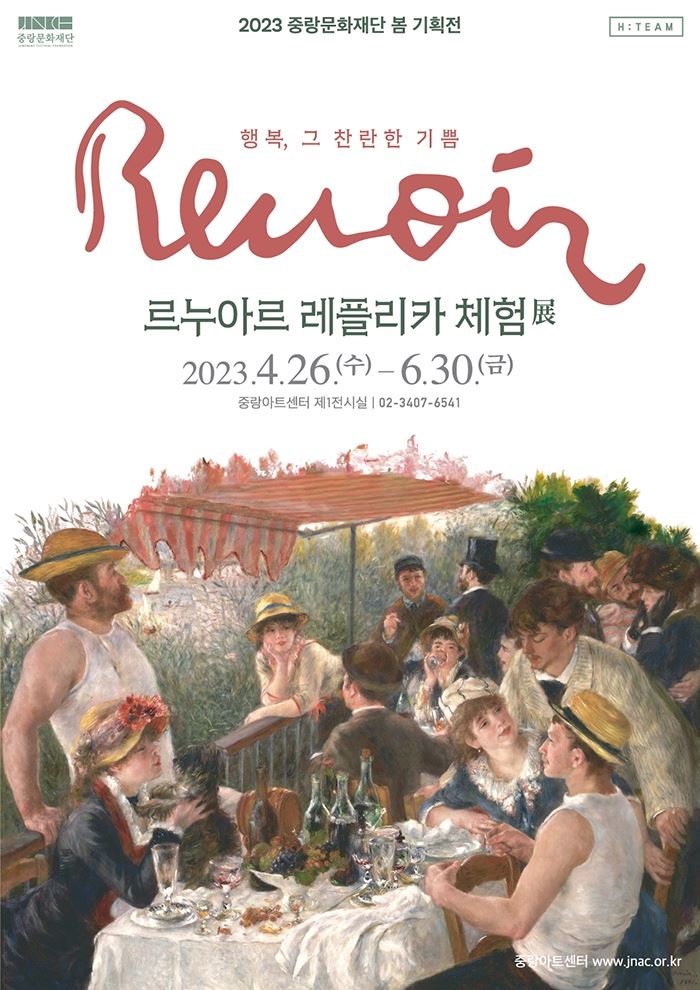 중랑문화재단
2023 중랑문화재단 봄 기획전
H:TEAM
행복, 그 찬란한 기쁨
Renoir
르누아르 레플리카 체험展
2023.4.26.(수) – 6.30.(금)
중랑아트센터 제1전시실 | 02-3407-6541
중랑아트센터 www.jnac.or.kr